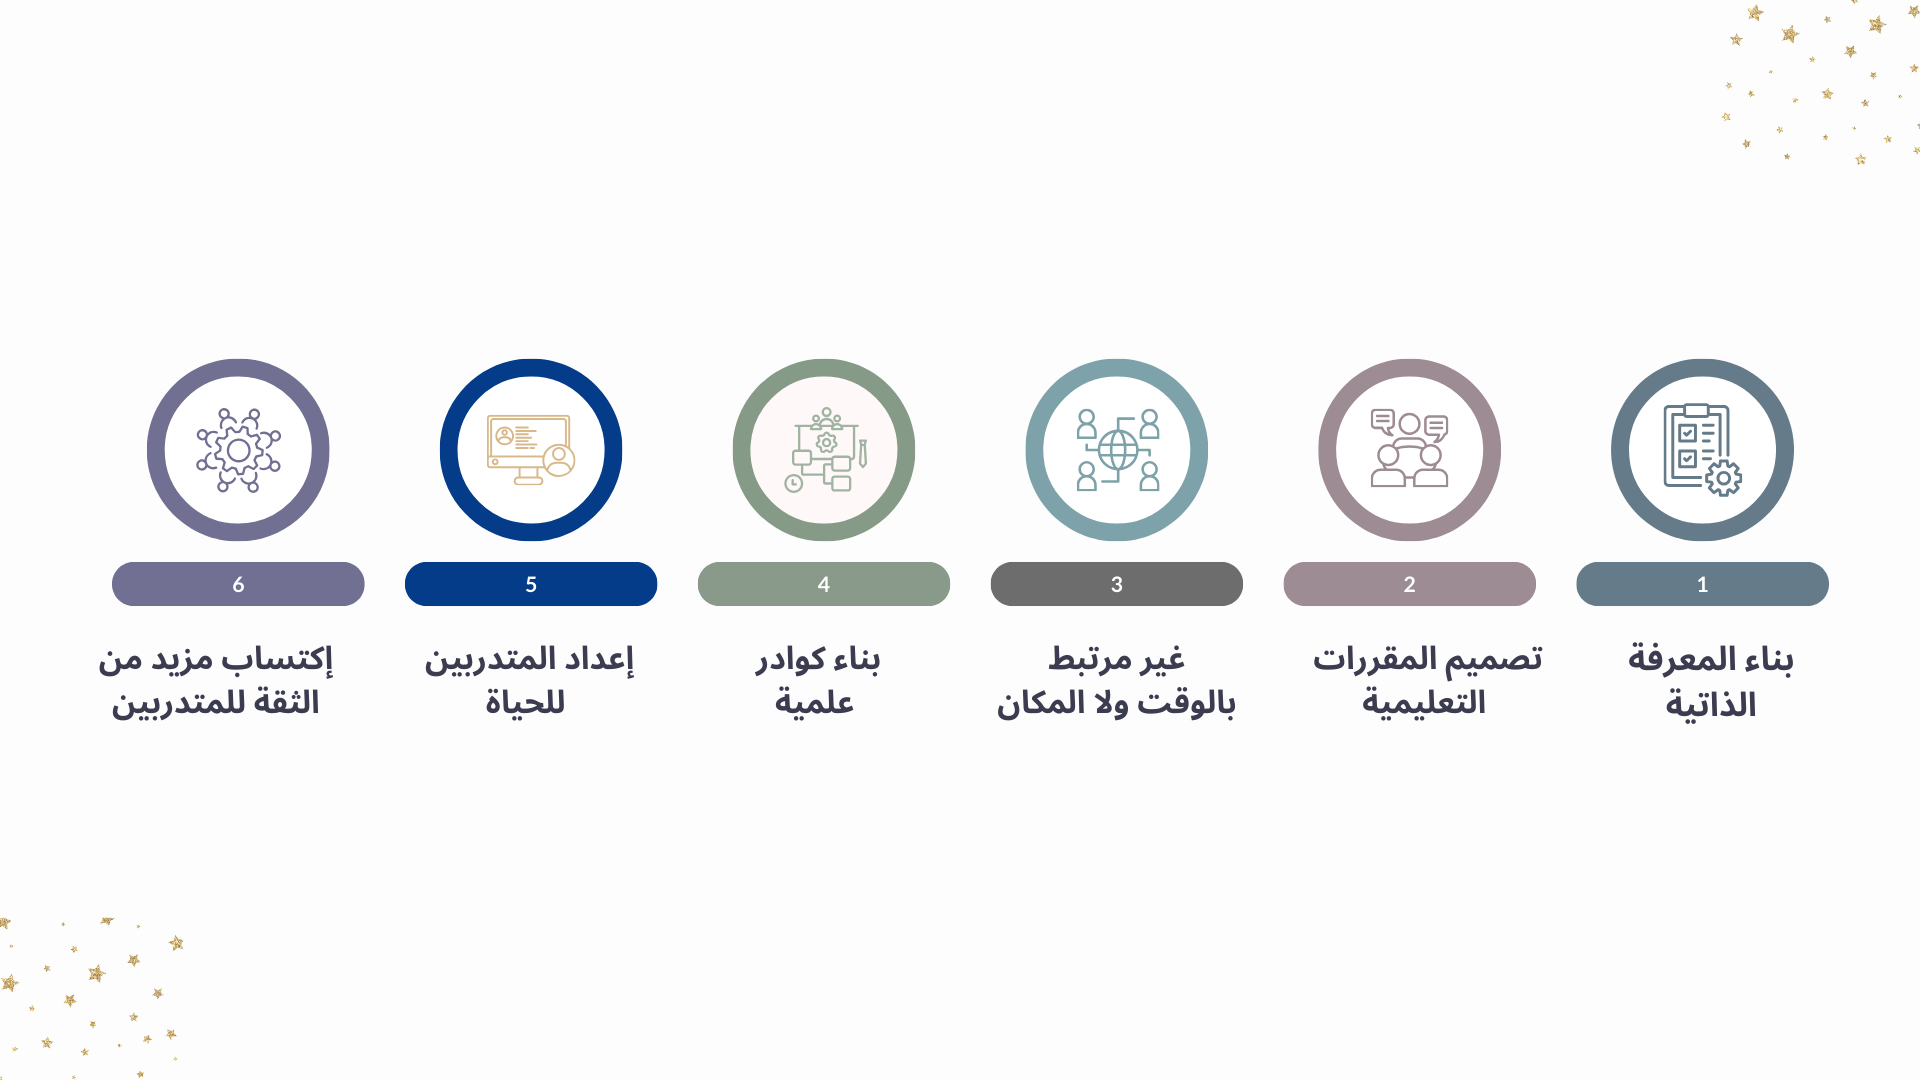 1
بناء المعرفة
الذاتية
2
تصميم المقررات
التعليمية
3
غير مرتبط
بالوقت ولا المكان
4
بناء كوادر
علمية
5
إعداد المتدربين
للحياة
6
إكتساب مزيد من
الثقة للمتدربين